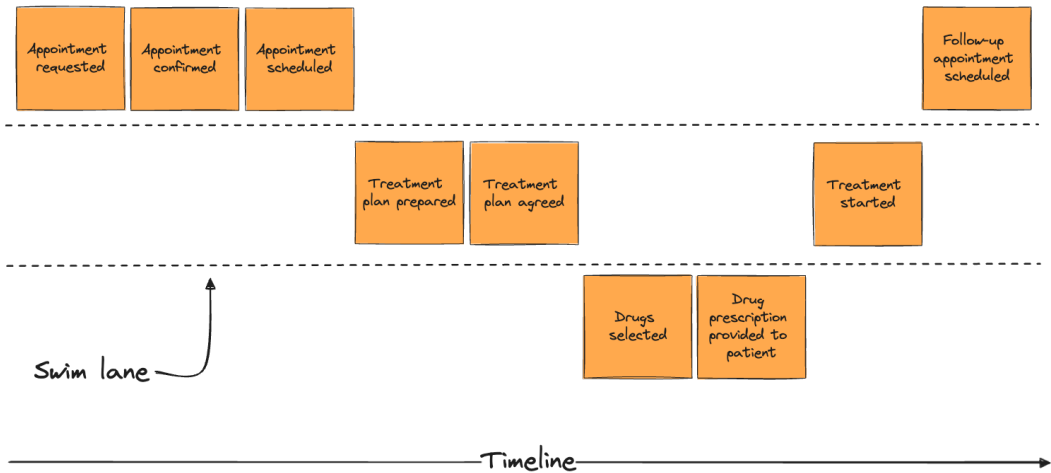 Appointment
requested
Appointment
confirmed
Appointment
scheduled
Follow-up
appointment
scheduled
Treatment
plan prepared
Treatment
plan agreed
Treatment
started
Drugs
selected
Drug
prescription
provided to
patient
Swim lane
Timeline